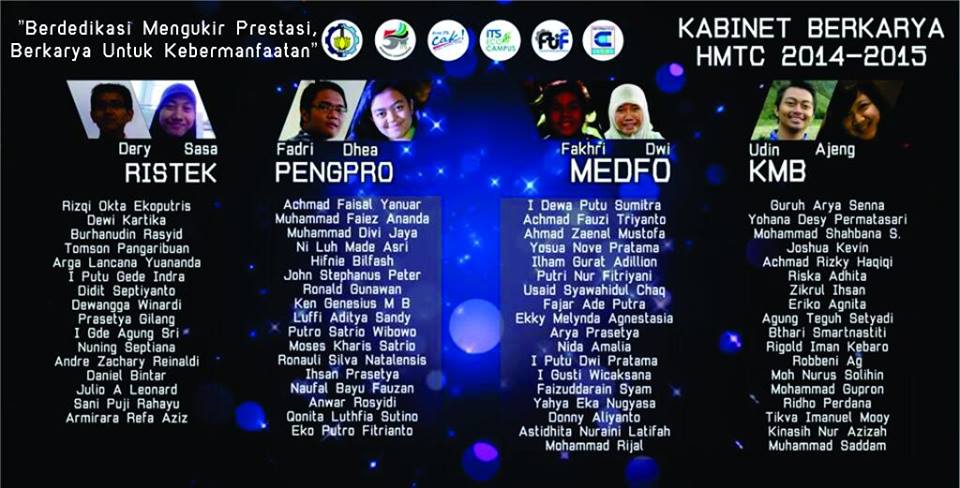 "Berdedikasi Mengukir Prestasi,
Berkarya Untuk Kebermanfaatan"
cak!
ITS
ECO
CAMPUS
KABINET BERKARYA
HMTC 2014-2015
Dery Sasa
RISTEK
Rizqi Okta Ekoputris
Dewi Kartika
Burhanudin Rasyid
Tomson Pangaribuan
Arga Lancana Yuananda
I Putu Gede Indra
Didit Septiyanto
Dewangga Winardi
Prasetya Gilang
I Gde Agung Sri
Nuning Septiana
Andre Zachary Reinaldi
Daniel Bintar
Julio A Leonard
Sani Puji Rahayu
Armirara Refa Aziz
Fadri Dhea
PENGPRO
Achmad Faisal Yanuar
Muhammad Faiez Ananda
Muhammad Divi Jaya
Ni Luh Made Asri
Hifnie Bilfash
John Stephanus Peter
Ronald Gunawan
Ken Genesius M B
Luffi Aditya Sandy
Putro Satrio Wibowo
Moses Kharis Satrio
Ronauli Silva Natalensis
Ihsan Prasetya
Naufal Bayu Fauzan
Anwar Rosyidi
Qonita Luthfia Sutino
Eko Putro Fitrianto
Fakhri Dwi
MEDFO
I Dewa Putu Sumitra
Achmad Fauzi Triyanto
Ahmad Zaenal Mustofa
Yosua Nove Pratama
Ilham Gurat Adillion
Putri Nur Fitriyani
Usaid Syawahidul Chaq
Fajar Ade Putra
Ekky Melynda Agnestasia
Arya Prasetya
Nida Amalia
I Putu Dwi Pratama
I Gusti Wicaksana
Faizuddarain Syam
Yahya Eka Nugyasa
Donny Aliyanto
Astidhita Nuraini Latifah
Mohammad Rijal
Udin Ajeng
KMB
Guruh Arya Senna
Yohana Desy Permatasari
Mohammad Shahbana S.
Joshua Kevin
Achmad Rizky Haqiqi
Riska Adhita
Zikrul Ihsan
Eriko Agnita
Agung Teguh Setyadi
Bthari Smartnastiti
Rigold Iman Kebaro
Robbeni Ag
Moh Nurus Solihin
Mohammad Gupron
Ridho Perdana
Tikva Imanuel Mooy
Kinasih Nur Azizah
Muhammad Saddam